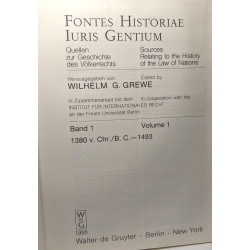 FONTES HISTORIAE
IURIS GENTIUM
Quellen
zur Geschichte
des Völkerrechts
Sources
Relating to the History
of the Law of Nations
Herausgegeben von
Edited by
WILHELM G. GREWE
In Zusammenarbeit mit dem
In cooperation with the
INSTITUT FÜR INTERNATIONALES RECHT
an der Freien Universität Berlin
Band 1
Volume 1
1380 v. Chr./B. C.—1493
W
DE
G
1995
Walter de Gruyter – Berlin · New York